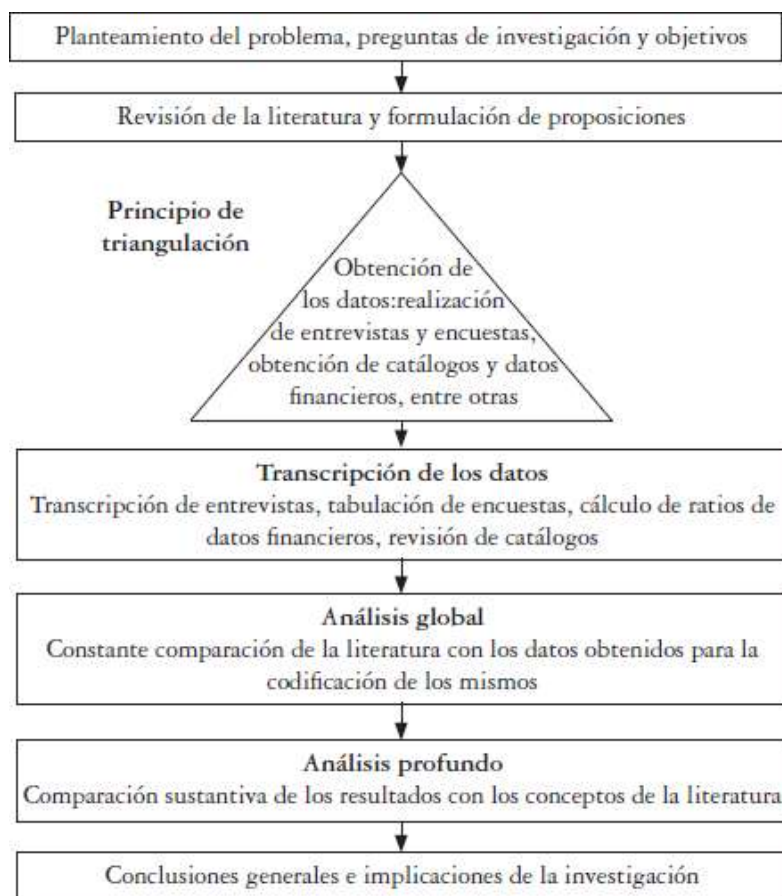 Planteamiento del problema, preguntas de investigación y objetivos
Revisión de la literatura y formulación de proposiciones
Principio de
triangulación
Obtención de
los datos:realización
de entrevistas y encuestas,
obtención de catálogos y datos
financieros, entre otras
Transcripción de los datos
Transcripción de entrevistas, tabulación de encuestas, cálculo de ratios de
datos financieros, revisión de catálogos
Análisis global
Constante comparación de la literatura con los datos obtenidos para la
codificación de los mismos
Análisis profundo
Comparación sustantiva de los resultados con los conceptos de la literatura
Conclusiones generales e implicaciones de la investigación